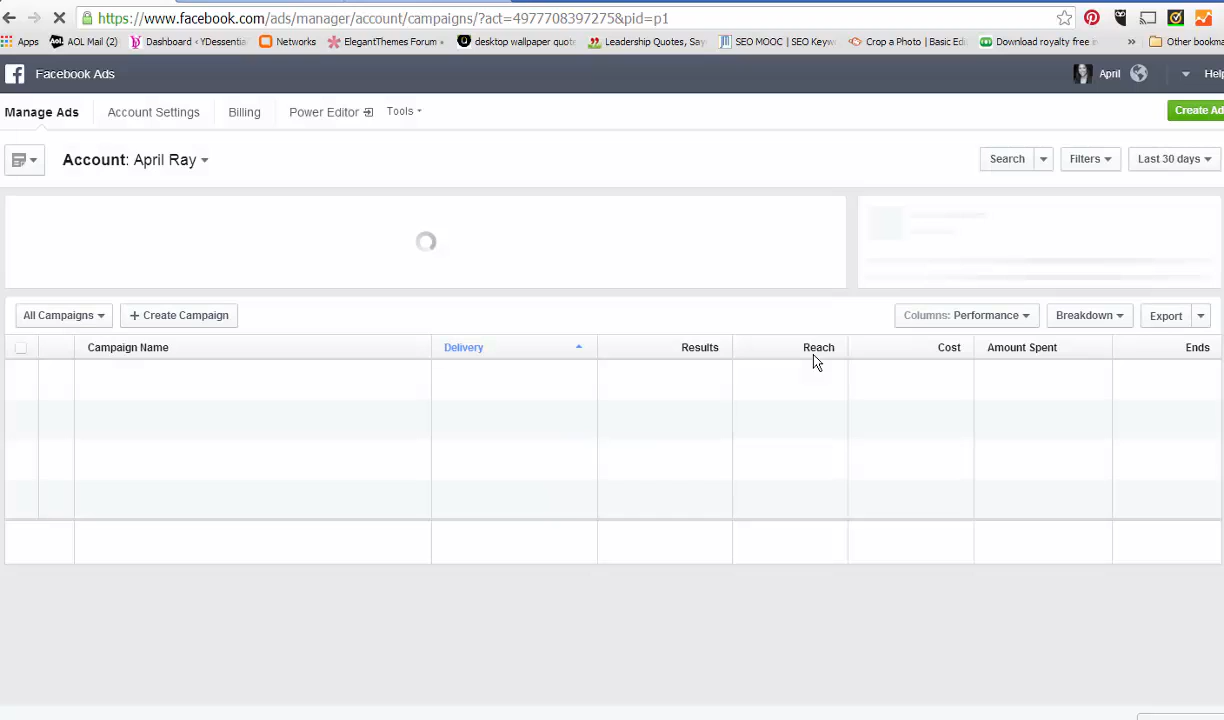 https://www.facebook.com/ads/manager/account/campaigns/?act=4977708397275&pid=p1
Apps AOL Mail (2) Dashboard ‹ YDessential Networks ElegantThemes Forum · desktop wallpaper quote Leadership Quotes, Say SEO MOOC | SEO Keyw Crop a Photo | Basic Edi Download royalty free i » Other bookma
Facebook Ads April Help
Manage Ads Account Settings Billing Power Editor Tools Create Ad
Account: April Ray Search Filters Last 30 days
All Campaigns + Create Campaign Columns: Performance Breakdown Export
Campaign Name Delivery Results Reach Cost Amount Spent Ends